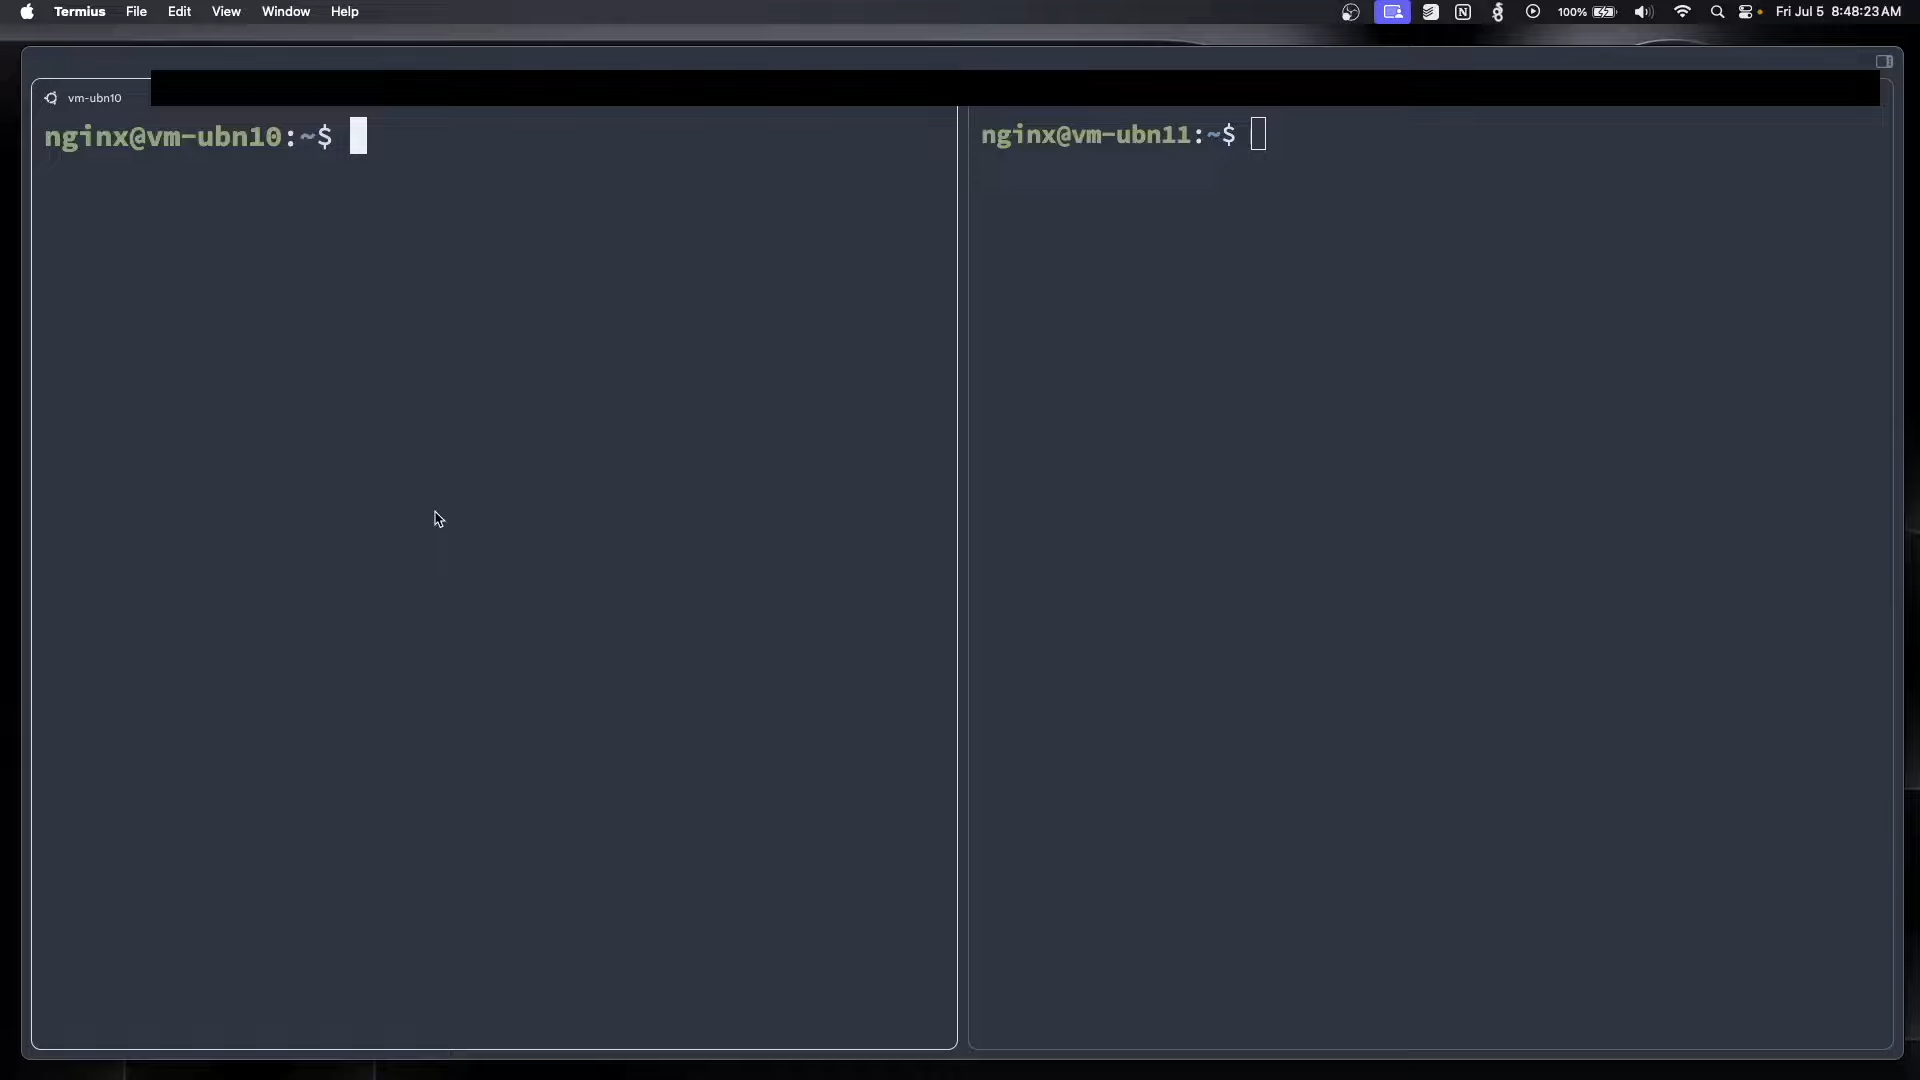 Termius File Edit View Window Help 100% Fri Jul 5 8:48:23 AM
vm-ubn10
nginx@vm-ubn10:~$
nginx@vm-ubn11:~$